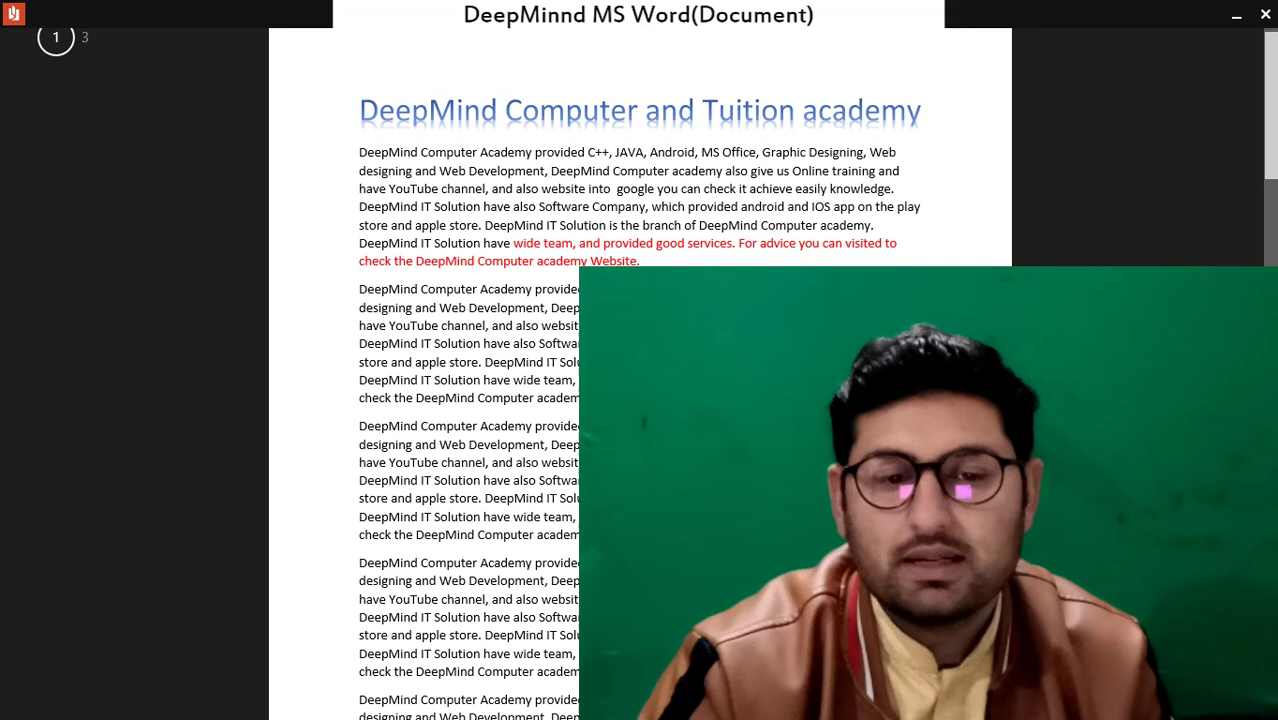 DeepMinnd MS Word(Document)
1 3
DeepMind Computer and Tuition academy
DeepMind Computer Academy provided C++, JAVA, Android, MS Office, Graphic Designing, Web
designing and Web Development, DeepMind Computer academy also give us Online training and
have YouTube channel, and also website into google you can check it achieve easily knowledge.
DeepMind IT Solution have also Software Company, which provided android and IOS app on the play
store and apple store. DeepMind IT Solution is the branch of DeepMind Computer academy.
DeepMind IT Solution have wide team, and provided good services. For advice you can visited to
check the DeepMind Computer academy Website.
DeepMind Computer Academy provide
designing and Web Development, Deep
have YouTube channel, and also websit
DeepMind IT Solution have also Softwa
store and apple store. DeepMind IT Solu
DeepMind IT Solution have wide team,
check the DeepMind Computer academ
DeepMind Computer Academy provide
designing and Web Development, Deep
have YouTube channel, and also websit
DeepMind IT Solution have also Softwa
store and apple store. DeepMind IT Solu
DeepMind IT Solution have wide team,
check the DeepMind Computer academ
DeepMind Computer Academy provide
designing and Web Development, Deep
have YouTube channel, and also websit
DeepMind IT Solution have also Softwa
store and apple store. DeepMind IT Solu
DeepMind IT Solution have wide team,
check the DeepMind Computer academ
DeepMind Computer Academy provide
designing and Web Development, Deep